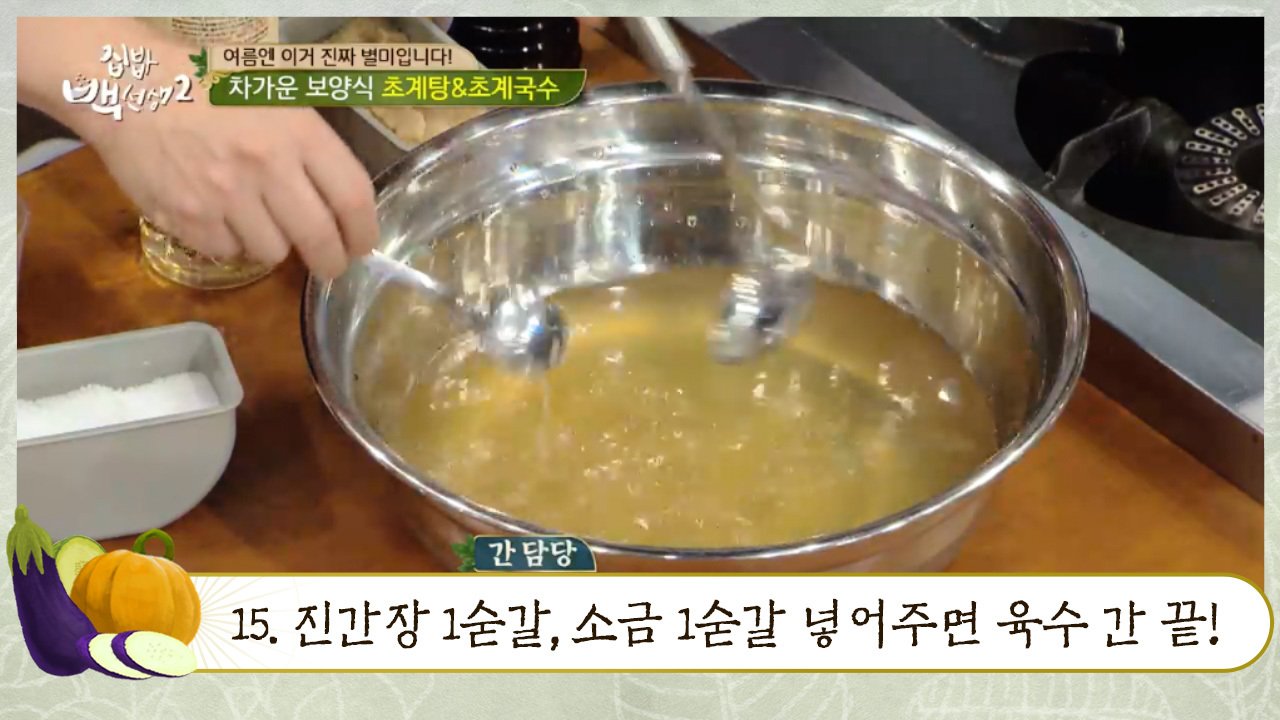 집밥
백선생2
여름엔 이거 진짜 별미입니다!
차가운 보양식 초계탕&초계국수
간 담당
15. 진간장 1숟갈, 소금 1숟갈 넣어주면 육수 간 끝!